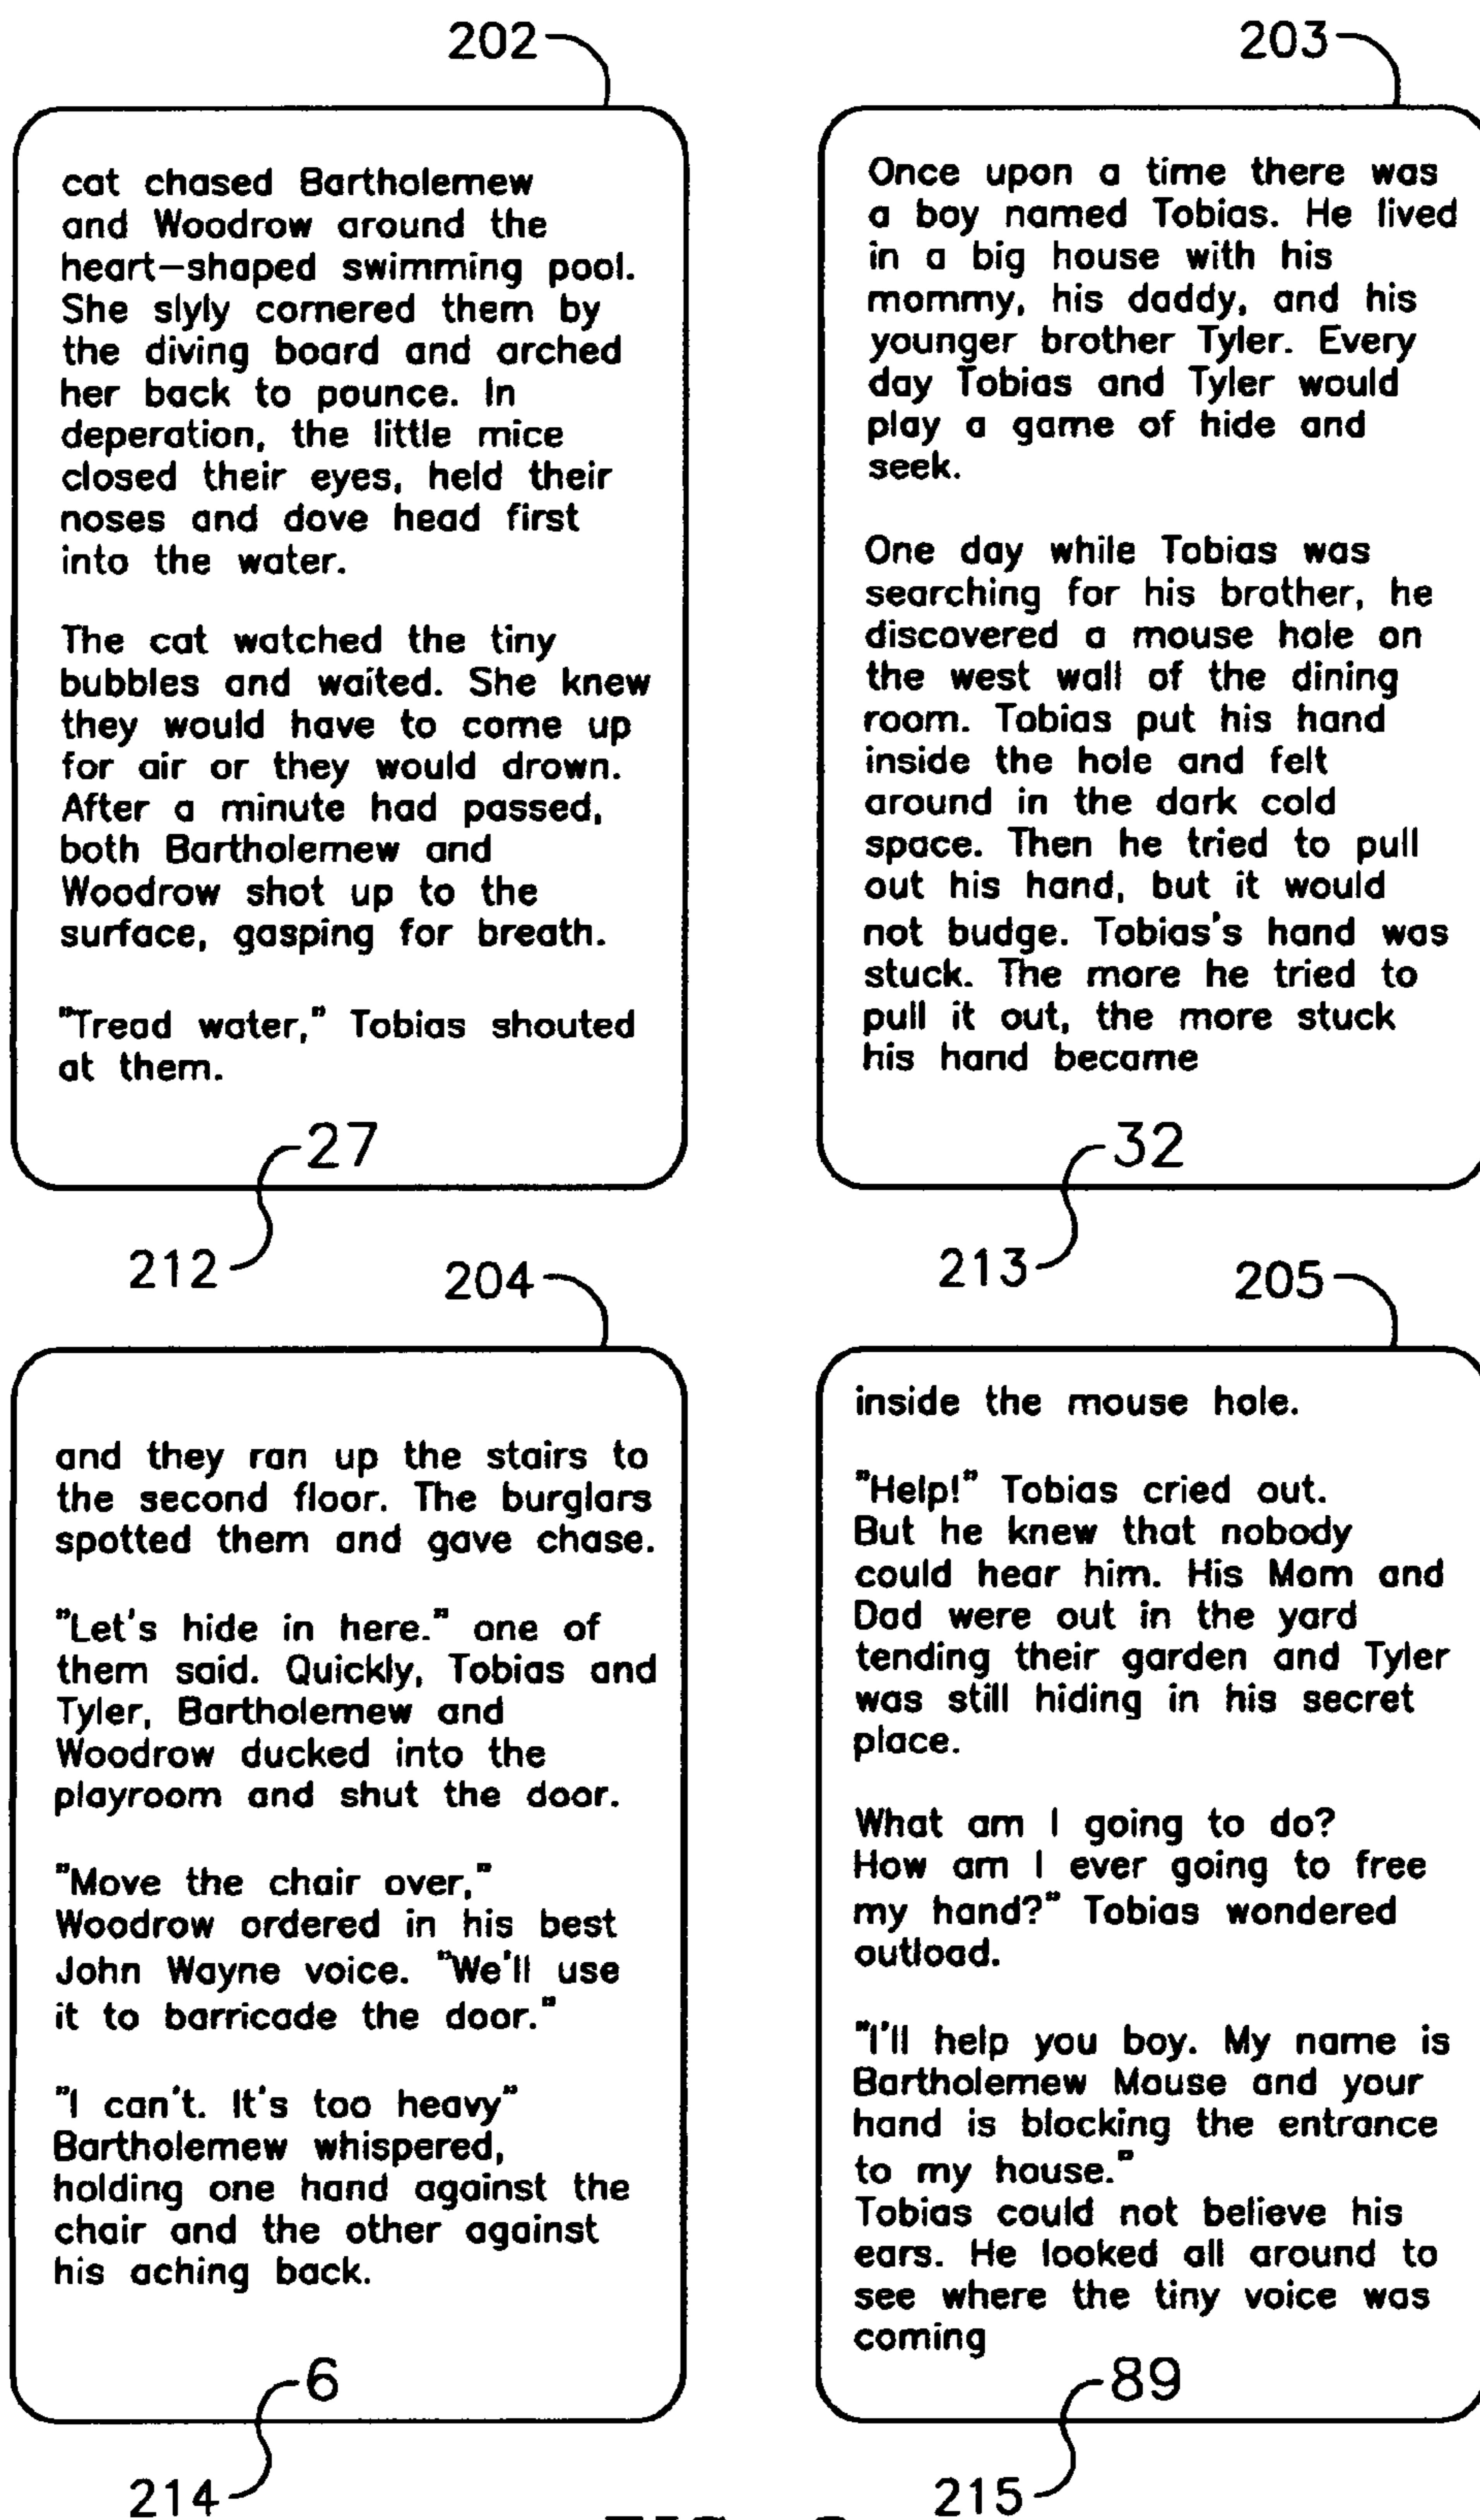 202
cat chased Bartholemew
and Woodrow around the
heart-shaped swimming pool.
She slyly cornered them by
the diving board and arched
her back to pounce. In
deperation, the little mice
closed their eyes, held their
noses and dove head first
into the water.
The cat watched the tiny
bubbles and waited. She knew
they would have to come up
for air or they would drown.
After a minute had passed,
both Bartholemew and
Woodrow shot up to the
surface, gasping for breath.
"Tread water," Tobias shouted
at them.
27
212
203
Once upon a time there was
a boy named Tobias. He lived
in a big house with his
mommy, his daddy, and his
younger brother Tyler. Every
day Tobias and Tyler would
play a game of hide and
seek.
One day while Tobias was
searching for his brother, he
discovered a mouse hole on
the west wall of the dining
room. Tobias put his hand
inside the hole and felt
around in the dark cold
space. Then he tried to pull
out his hand, but it would
not budge. Tobias's hand was
stuck. The more he tried to
pull it out, the more stuck
his hand became
32
213
204
and they ran up the stairs to
the second floor. The burglars
spotted them and gave chase.
"Let's hide in here." one of
them said. Quickly, Tobias and
Tyler, Bartholemew and
Woodrow ducked into the
playroom and shut the door.
"Move the chair over,"
Woodrow ordered in his best
John Wayne voice. "We'll use
it to barricade the door."
"I can't. It's too heavy"
Bartholemew whispered,
holding one hand against the
chair and the other against
his aching back.
6
214
205
inside the mouse hole.
"Help!" Tobias cried out.
But he knew that nobody
could hear him. His Mom and
Dad were out in the yard
tending their garden and Tyler
was still hiding in his secret
place.
What am I going to do?
How am I ever going to free
my hand?" Tobias wondered
outload.
"I'll help you boy. My name is
Bartholemew Mouse and your
hand is blocking the entrance
to my house."
Tobias could not believe his
ears. He looked all around to
see where the tiny voice was
coming
89
215